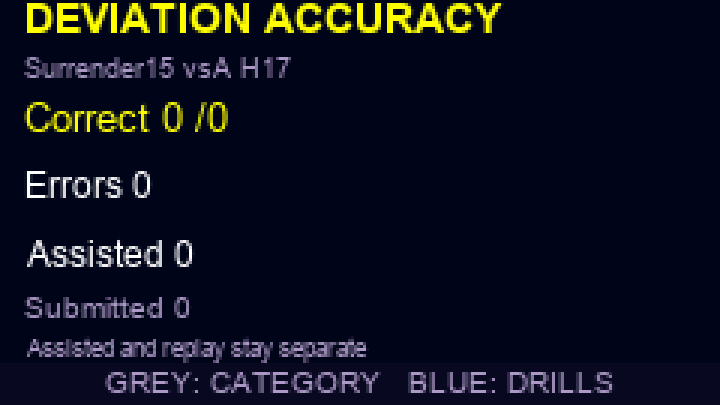 DEVIATION ACCURACY
Surrender15 vsA H17
Correct 0 /0
Errors 0
Assisted 0
Submitted 0
Assisted and replay stay separate
GREY: CATEGORY BLUE: DRILLS